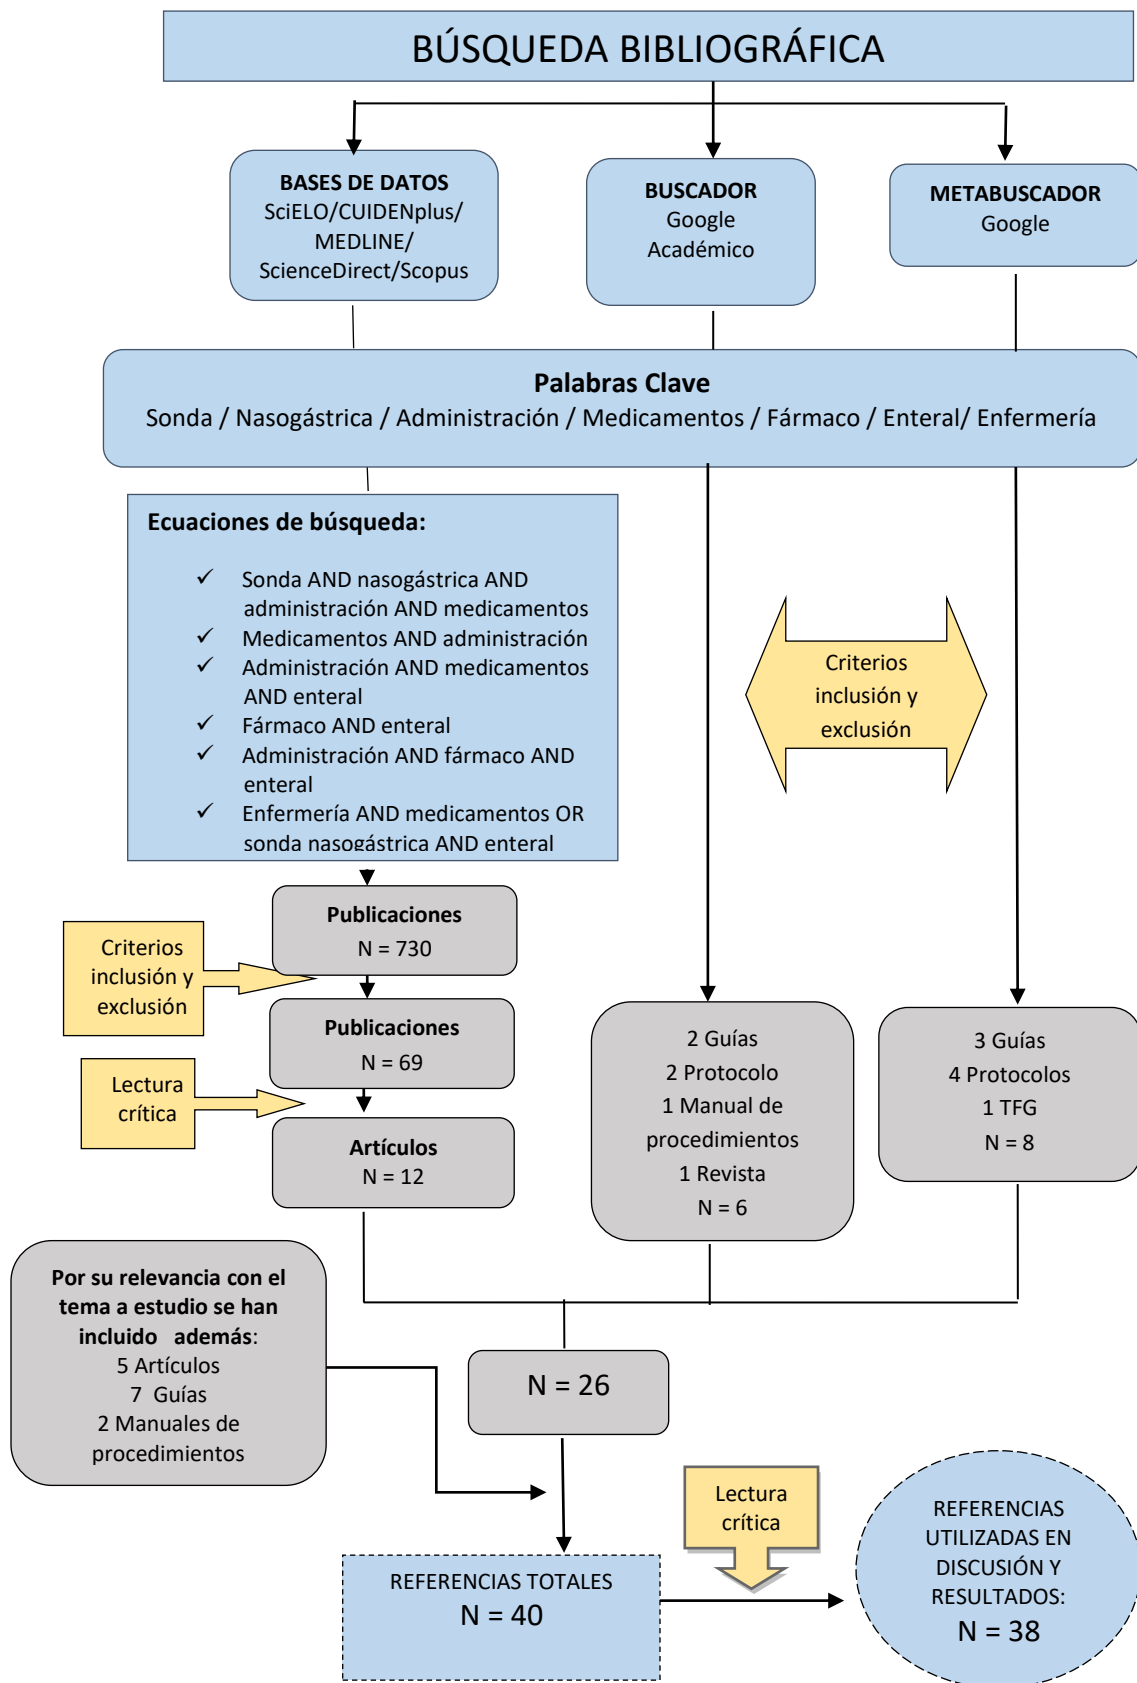 BÚSQUEDA BIBLIOGRÁFICA
BASES DE DATOS
SciELO/CUIDENplus/
MEDLINE/
ScienceDirect/Scopus
BUSCADOR
Google
Académico
METABUSCADOR
Google
Palabras Clave
Sonda / Nasogástrica / Administración / Medicamentos / Fármaco / Enteral/ Enfermería
Ecuaciones de búsqueda:
✓ Sonda AND nasogástrica AND
administración AND medicamentos
✓ Medicamentos AND administración
✓ Administración AND medicamentos
AND enteral
✓ Fármaco AND enteral
✓ Administración AND fármaco AND
enteral
✓ Enfermería AND medicamentos OR
sonda nasogástrica AND enteral
Criterios
inclusión y
exclusión
Publicaciones
N = 730
Criterios
inclusión y
exclusión
Publicaciones
N = 69
Lectura
crítica
Artículos
N = 12
2 Guías
2 Protocolo
1 Manual de
procedimientos
1 Revista
N = 6
3 Guías
4 Protocolos
1 TFG
N = 8
Por su relevancia con el
tema a estudio se han
incluido además:
5 Artículos
7 Guías
2 Manuales de
procedimientos
N = 26
Lectura
crítica
REFERENCIAS TOTALES
N = 40
REFERENCIAS
UTILIZADAS EN
DISCUSIÓN Y
RESULTADOS:
N = 38